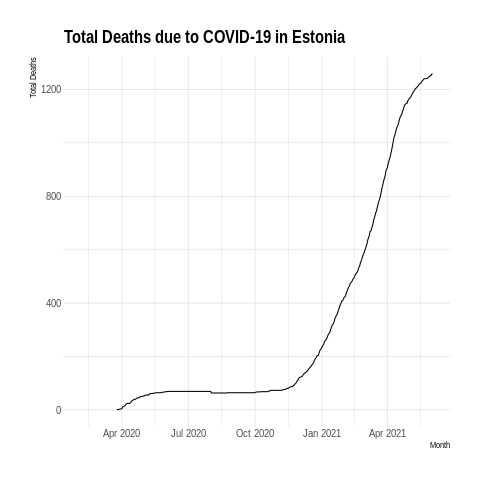 Total Deaths due to COVID-19 in Estonia
Total Deaths
1200
800
400
0
Apr 2020 Jul 2020 Oct 2020 Jan 2021 Apr 2021
Month